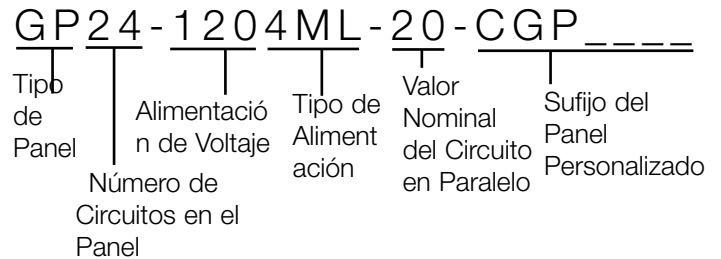 GP24-1204ML-20-CGP____
Tipo
de
Panel
Número de
Circuitos en el
Panel
Alimentació
n de Voltaje
Tipo de
Aliment
ación
Valor
Nominal
del Circuito
en Paralelo
Sufijo del
Panel
Personalizado